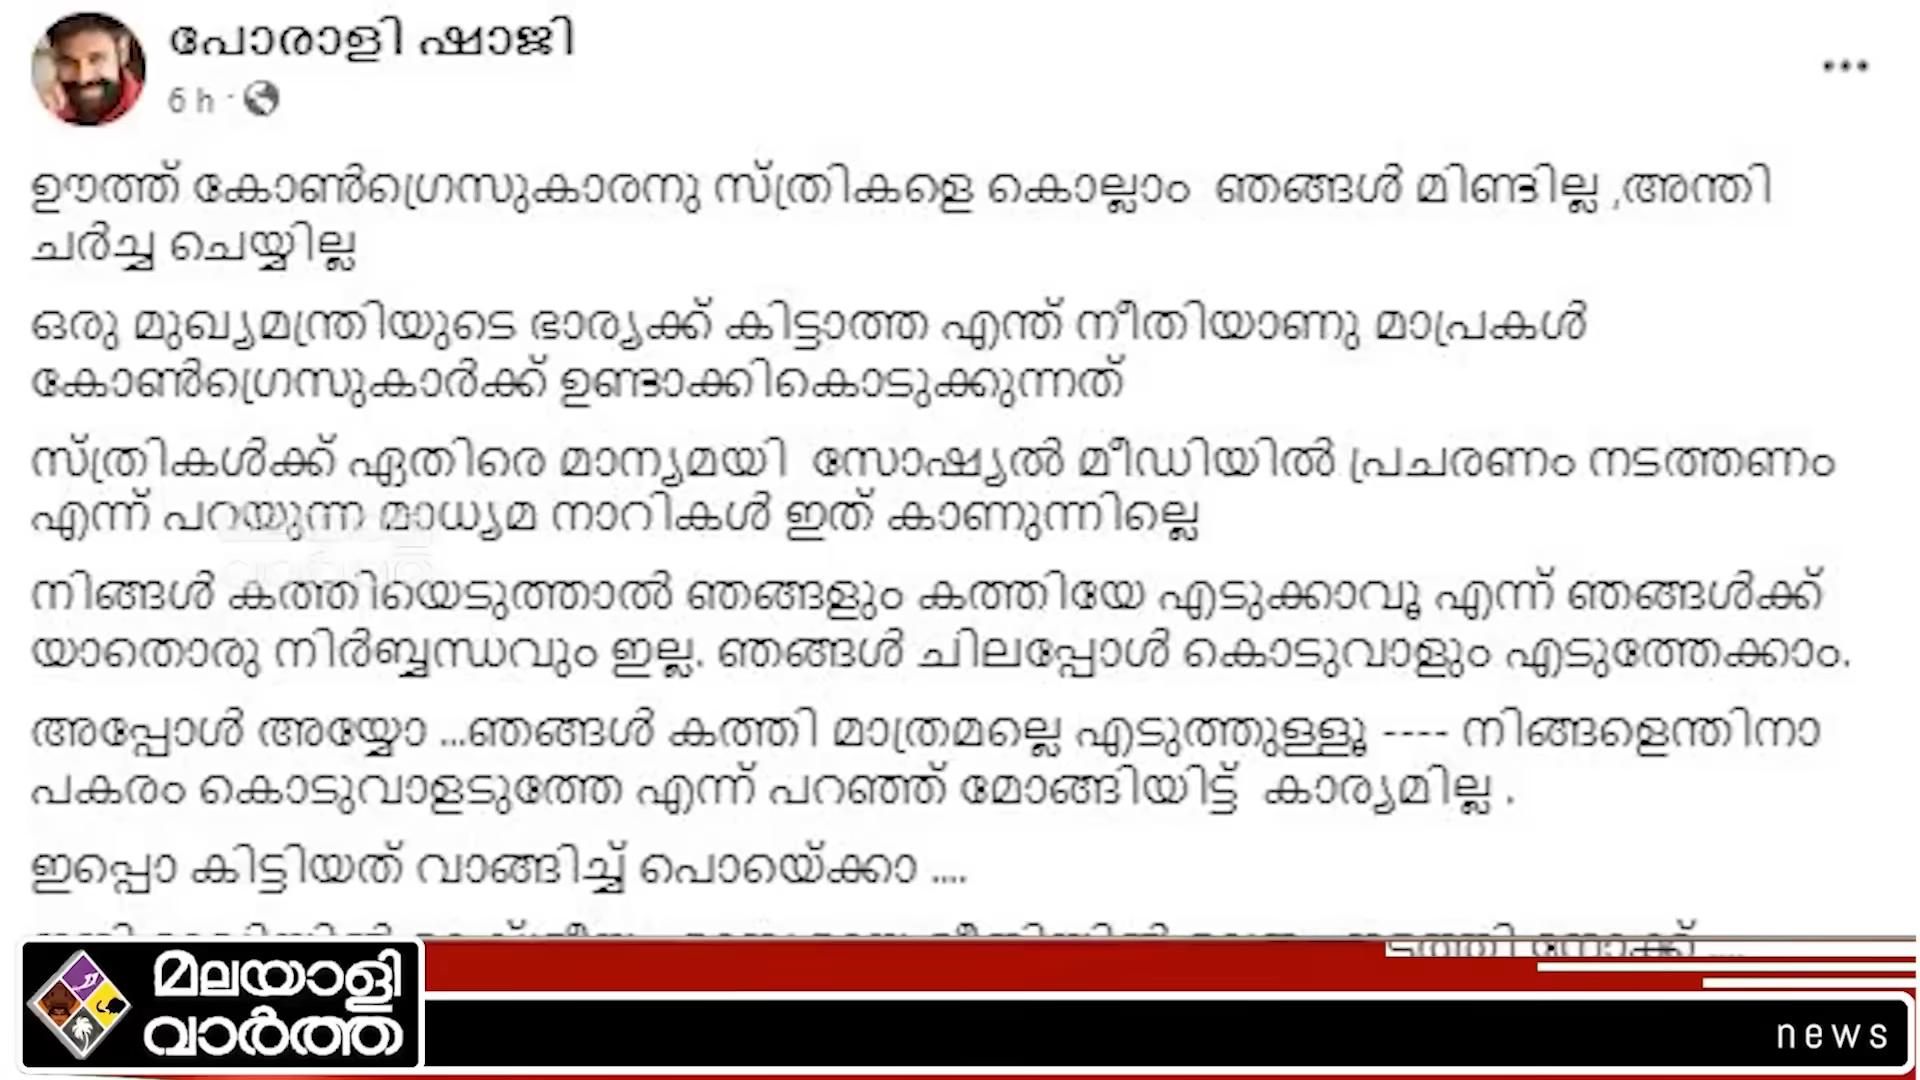 പോരാളി ഷാജി
6 h ·
ഊത്ത് കോൺഗ്രെസുകാരനു സ്ത്രികളെ കൊല്ലാം ഞങ്ങൾ മിണ്ടില്ല ,അന്തി
ചർച്ച ചെയ്യില്ല
ഒരു മുഖ്യമന്ത്രിയുടെ ഭാര്യക്ക് കിട്ടാത്ത എന്ത് നീതിയാണു മാപ്രകൾ
കോൺഗ്രെസുകാർക്ക് ഉണ്ടാക്കികൊടുക്കുന്നത്
സ്ത്രികൾക്ക് ഏതിരെ മാന്യമയി സോഷ്യൽ മീഡിയിൽ പ്രചരണം നടത്തണം
എന്ന് പറയുന്ന മാധ്യമ നാറികൾ ഇത് കാണുന്നില്ലെ
നിങ്ങൾ കത്തിയെടുത്താൽ ഞങ്ങളും കത്തിയേ എടുക്കാവൂ എന്ന് ഞങ്ങൾക്ക്
യാതൊരു നിർബ്ബന്ധവും ഇല്ല. ഞങ്ങൾ ചിലപ്പോൾ കൊടുവാളും എടുത്തേക്കാം.
അപ്പോൾ അയ്യോ ...ഞങ്ങൾ കത്തി മാത്രമല്ലെ എടുത്തുള്ളൂ ---- നിങ്ങളെന്തിനാ
പകരം കൊടുവാളടുത്തേ എന്ന് പറഞ്ഞ് മോങ്ങിയിട്ട് കാര്യമില്ല .
ഇപ്പൊ കിട്ടിയത് വാങ്ങിച്ച് പൊയ്ക്കോ ....
മലയാളി
വാർത്ത
news